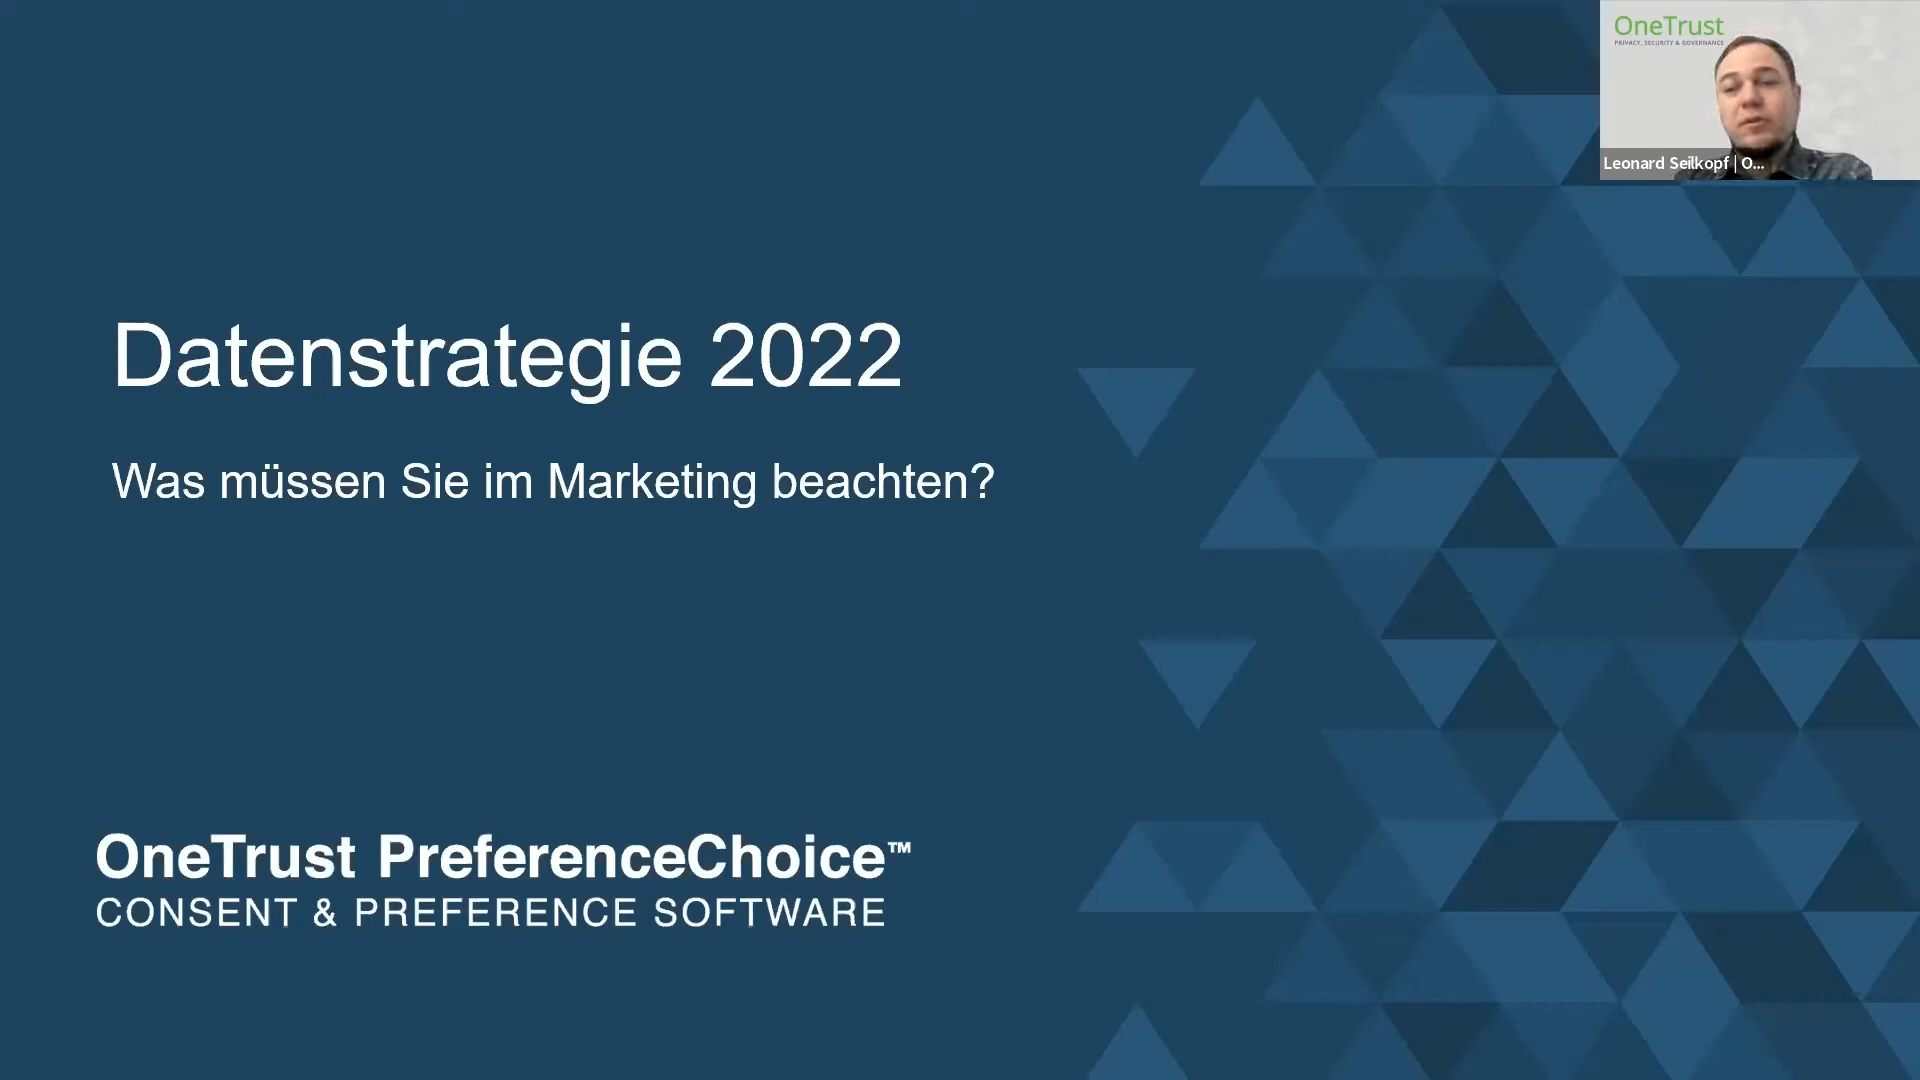 OneTrust
PRIVACY, SECURITY & GOVERNANCE
Leonard Seilkopf | O...
Datenstrategie 2022
Was müssen Sie im Marketing beachten?
OneTrust PreferenceChoice™
CONSENT & PREFERENCE SOFTWARE